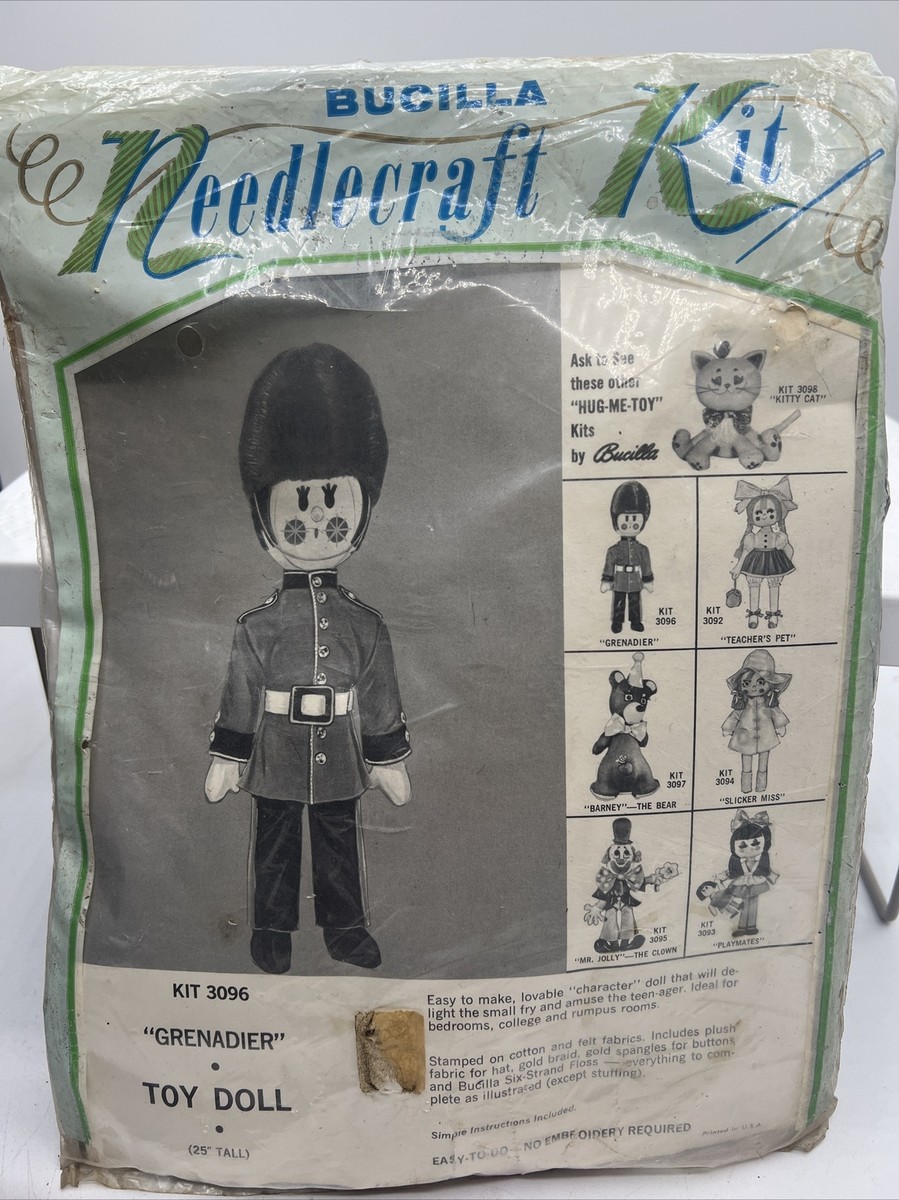 BUCILLA
Needlecraft Kit
Ask to See
these other
"HUG-ME-TOY"
Kits
by Bucilla
KIT 3098
"KITTY CAT"
KIT
3096
"GRENADIER"
KIT
3092
"TEACHER'S PET"
KIT
3097
"BARNEY"—THE BEAR
KIT
3094
"SLICKER MISS"
KIT
3095
"MR. JOLLY"—THE CLOWN
KIT
3093
"PLAYMATES"
KIT 3096
"GRENADIER"
•
TOY DOLL
•
(25" TALL)
Easy to make, lovable "character" doll that will de-
light the small fry and amuse the teen-ager. Ideal for
bedrooms, college and rumpus rooms.
Stamped on cotton and felt fabrics. Includes plush
fabric for hat, gold braid, gold spangles for buttons
and Bucilla Six-Strand Floss — everything to com-
plete as illustrated (except stuffing).
Simple Instructions Included.
EASY-TO-DO—NO EMBROIDERY REQUIRED
Printed in U.S.A.